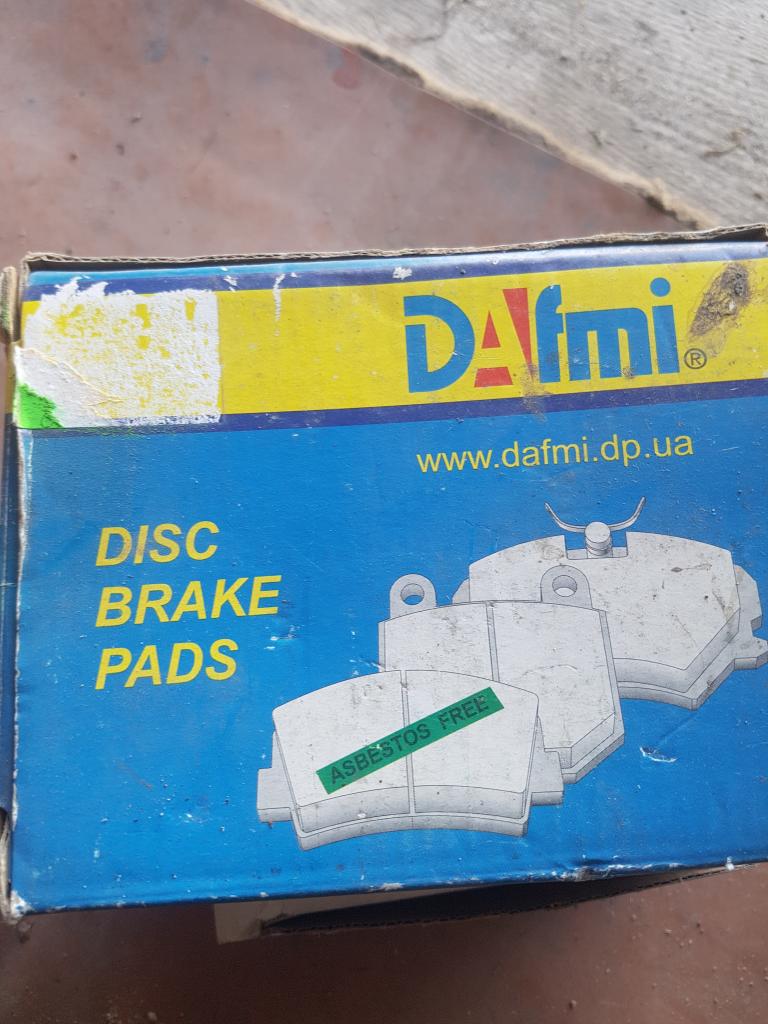 DAfmi®
www.dafmi.dp.ua
DISC
BRAKE
PADS
ASBESTOS FREE